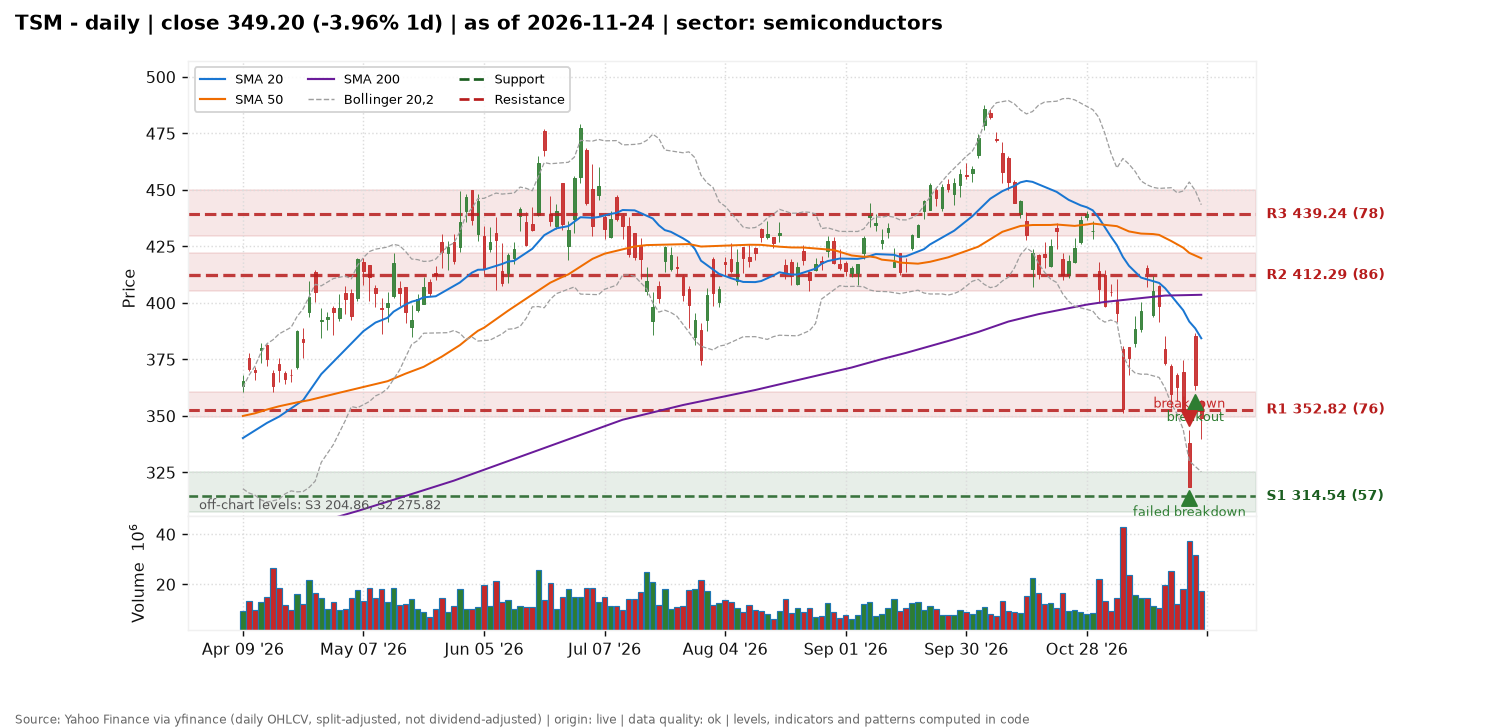 TSM - daily | close 349.20 (-3.96% 1d) | as of 2026-11-24 | sector: semiconductors
SMA 20
SMA 50
SMA 200
Bollinger 20,2
Support
Resistance
Price
500
475
450
425
400
375
350
325
R3 439.24 (78)
R2 412.29 (86)
R1 352.82 (76)
S1 314.54 (57)
breakdown
breakout
failed breakdown
off-chart levels: S3 204.86, S2 275.82
Volume 10⁶
40
20
Apr 09 '26
May 07 '26
Jun 05 '26
Jul 07 '26
Aug 04 '26
Sep 01 '26
Sep 30 '26
Oct 28 '26
Source: Yahoo Finance via yfinance (daily OHLCV, split-adjusted, not dividend-adjusted) | origin: live | data quality: ok | levels, indicators and patterns computed in code